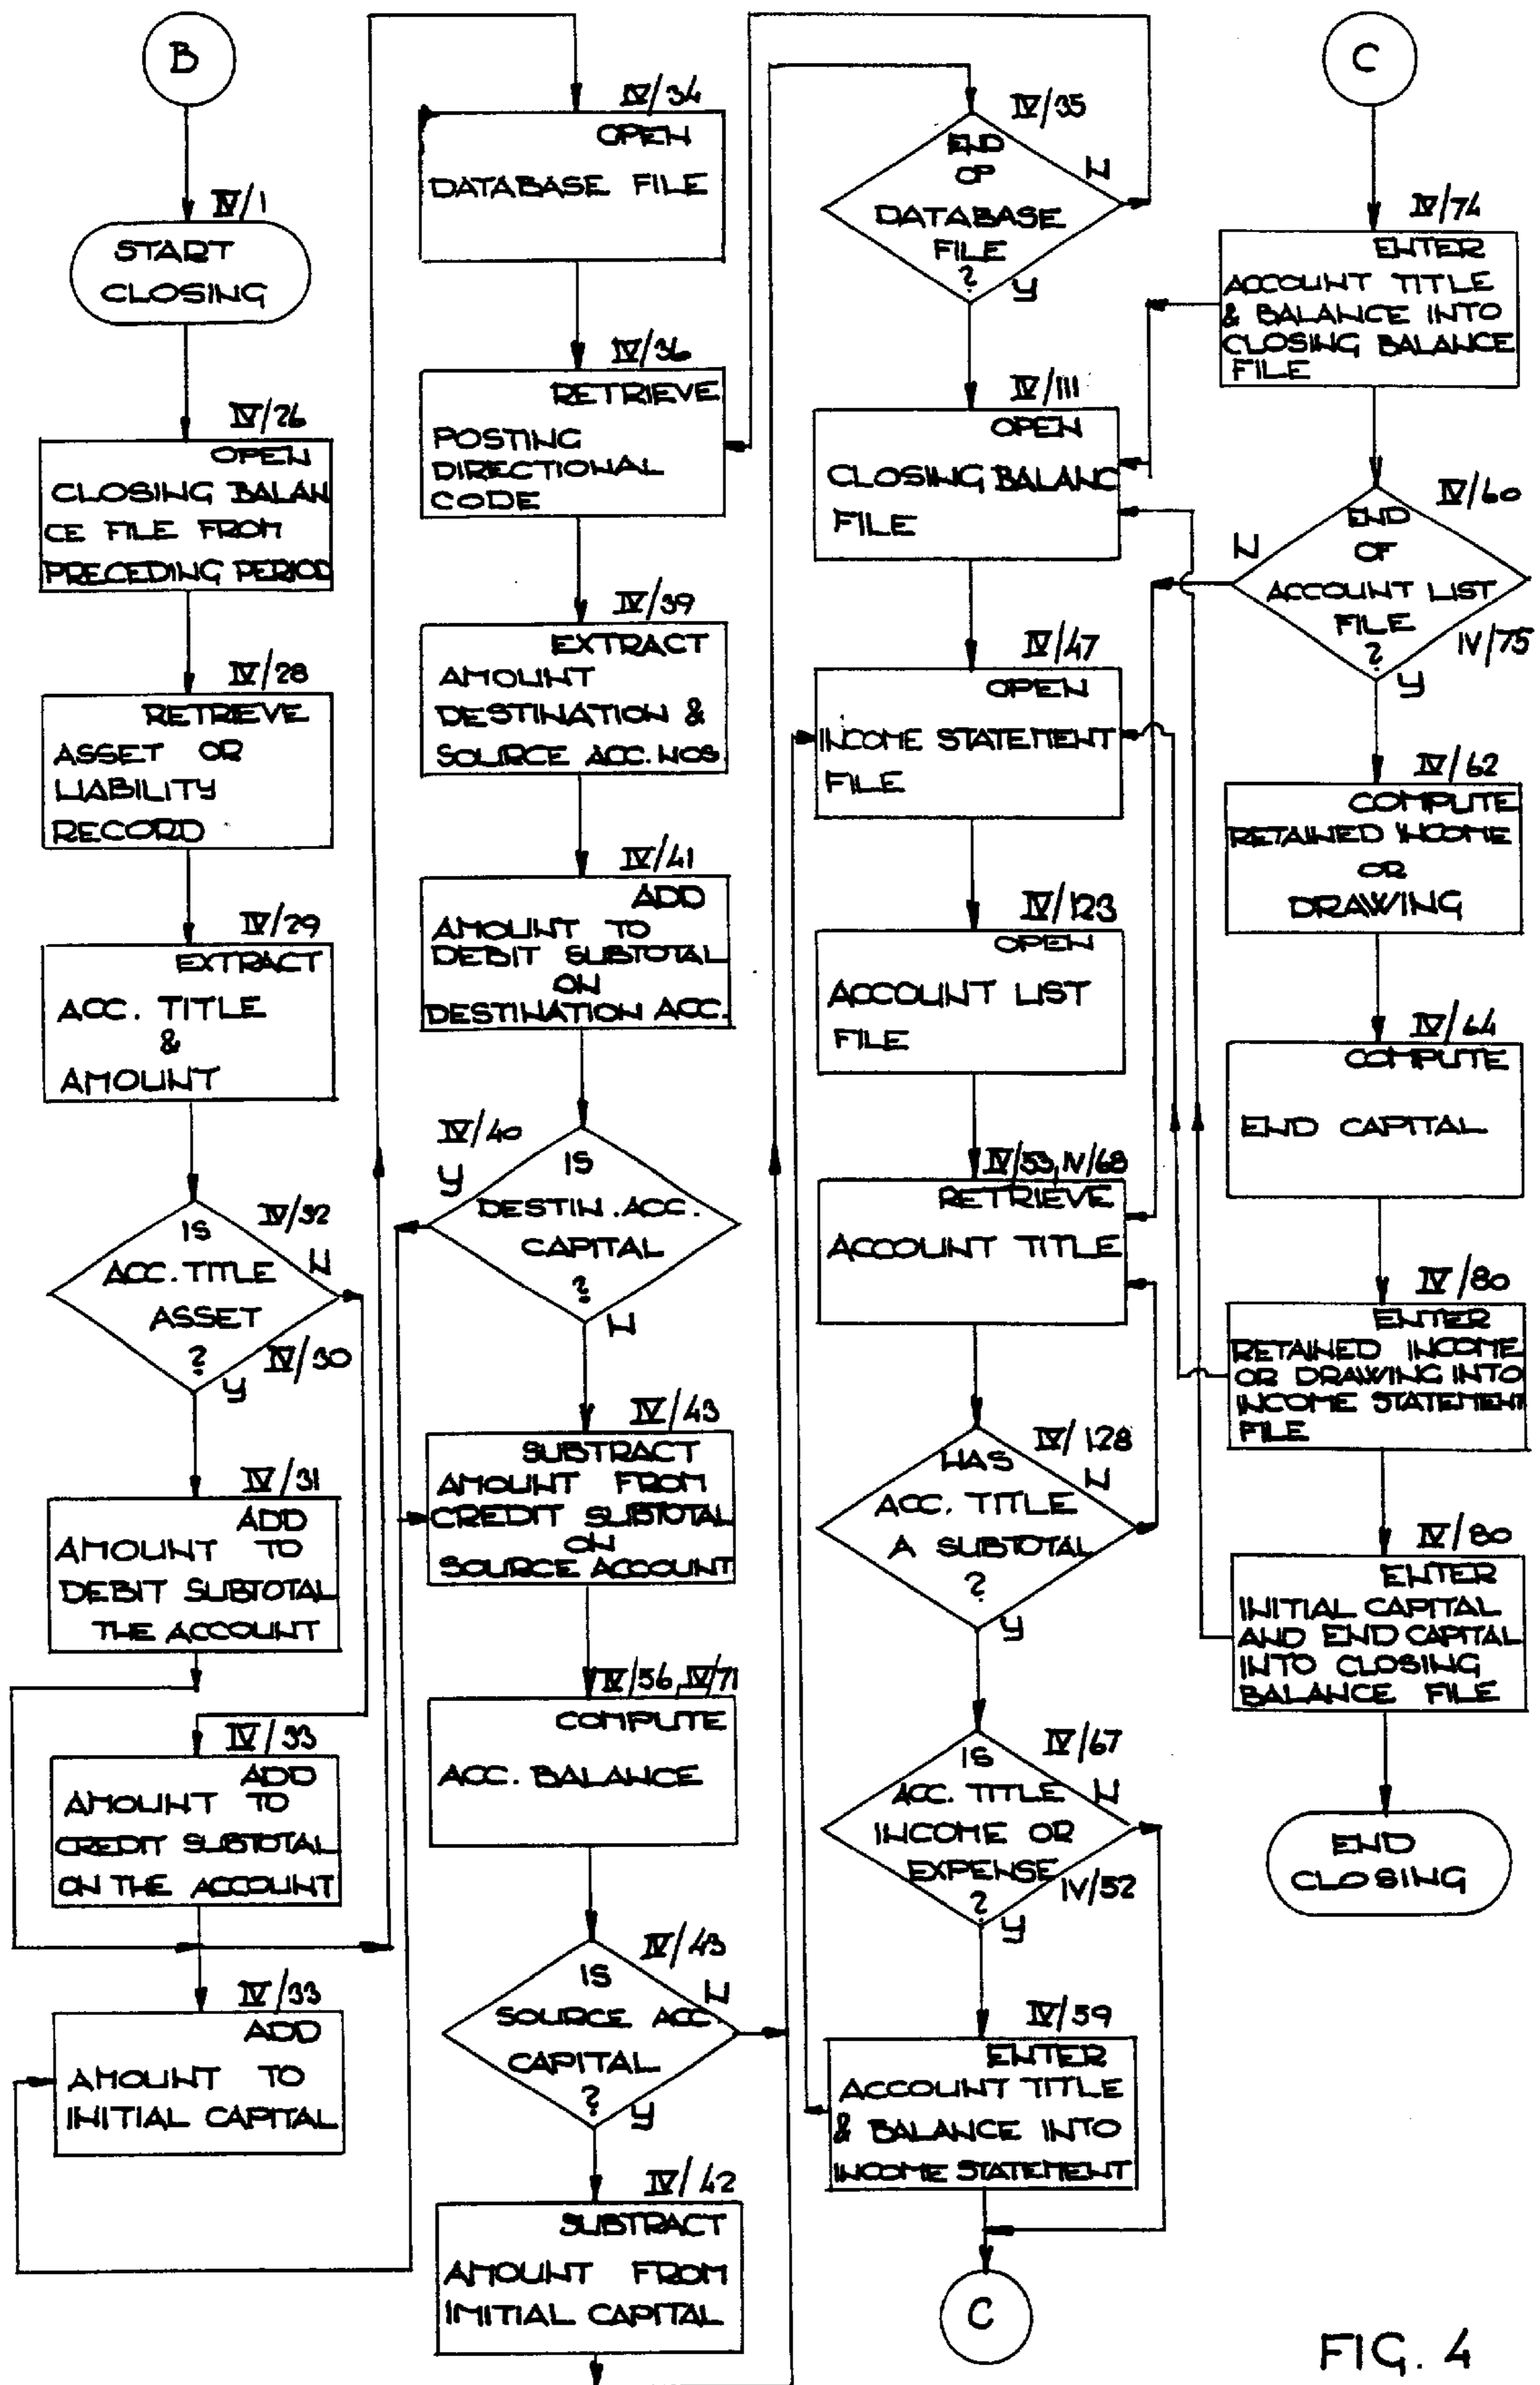 B
IV/1
START
CLOSING
IV/26
OPEN
CLOSING BALAN
CE FILE FROM
PRECEDING PERIOD
IV/28
RETRIEVE
ASSET OR
LIABILITY
RECORD
IV/29
EXTRACT
ACC. TITLE
&
AMOUNT
IV/32
IS
ACC. TITLE
ASSET
?
N
IV/30
Y
IV/31
ADD
AMOUNT TO
DEBIT SUBTOTAL
THE ACCOUNT
IV/33
ADD
AMOUNT TO
CREDIT SUBTOTAL
ON THE ACCOUNT
IV/33
ADD
AMOUNT TO
INITIAL CAPITAL
IV/34
OPEN
DATABASE FILE
IV/36
RETRIEVE
POSTING
DIRECTIONAL
CODE
IV/39
EXTRACT
AMOUNT
DESTINATION &
SOURCE ACC. NOS
IV/41
ADD
AMOUNT TO
DEBIT SUBTOTAL
ON
DESTINATION ACC.
IV/40
Y
IS
DESTIN. ACC.
CAPITAL
?
N
IV/43
SUBTRACT
AMOUNT FROM
CREDIT SUBTOTAL
ON
SOURCE ACCOUNT
IV/56, IV/71
COMPUTE
ACC. BALANCE
IV/43
IS
SOURCE ACC.
CAPITAL
?
N
Y
IV/42
SUBTRACT
AMOUNT FROM
INITIAL CAPITAL
IV/35
END
OF
DATABASE
FILE
?
N
Y
IV/111
OPEN
CLOSING BALANC
FILE
IV/47
OPEN
INCOME STATEMENT
FILE
IV/123
OPEN
ACCOUNT LIST
FILE
IV/53, IV/68
RETRIEVE
ACCOUNT TITLE
IV/128
HAS
ACC. TITLE
A SUBTOTAL
?
N
Y
IV/67
IS
ACC. TITLE
INCOME OR
EXPENSE
?
N
IV/52
Y
IV/59
ENTER
ACCOUNT TITLE
& BALANCE INTO
INCOME STATEMENT
C
C
IV/74
ENTER
ACCOUNT TITLE
& BALANCE INTO
CLOSING BALANCE
FILE
IV/60
END
OF
ACCOUNT LIST
FILE
?
N
IV/75
Y
IV/62
COMPUTE
RETAINED INCOME
OR
DRAWING
IV/64
COMPUTE
END CAPITAL
IV/80
ENTER
RETAINED INCOME
OR DRAWING INTO
INCOME STATEMENT
FILE
IV/80
ENTER
INITIAL CAPITAL
AND END CAPITAL
INTO CLOSING
BALANCE FILE
END
CLOSING
FIG. 4